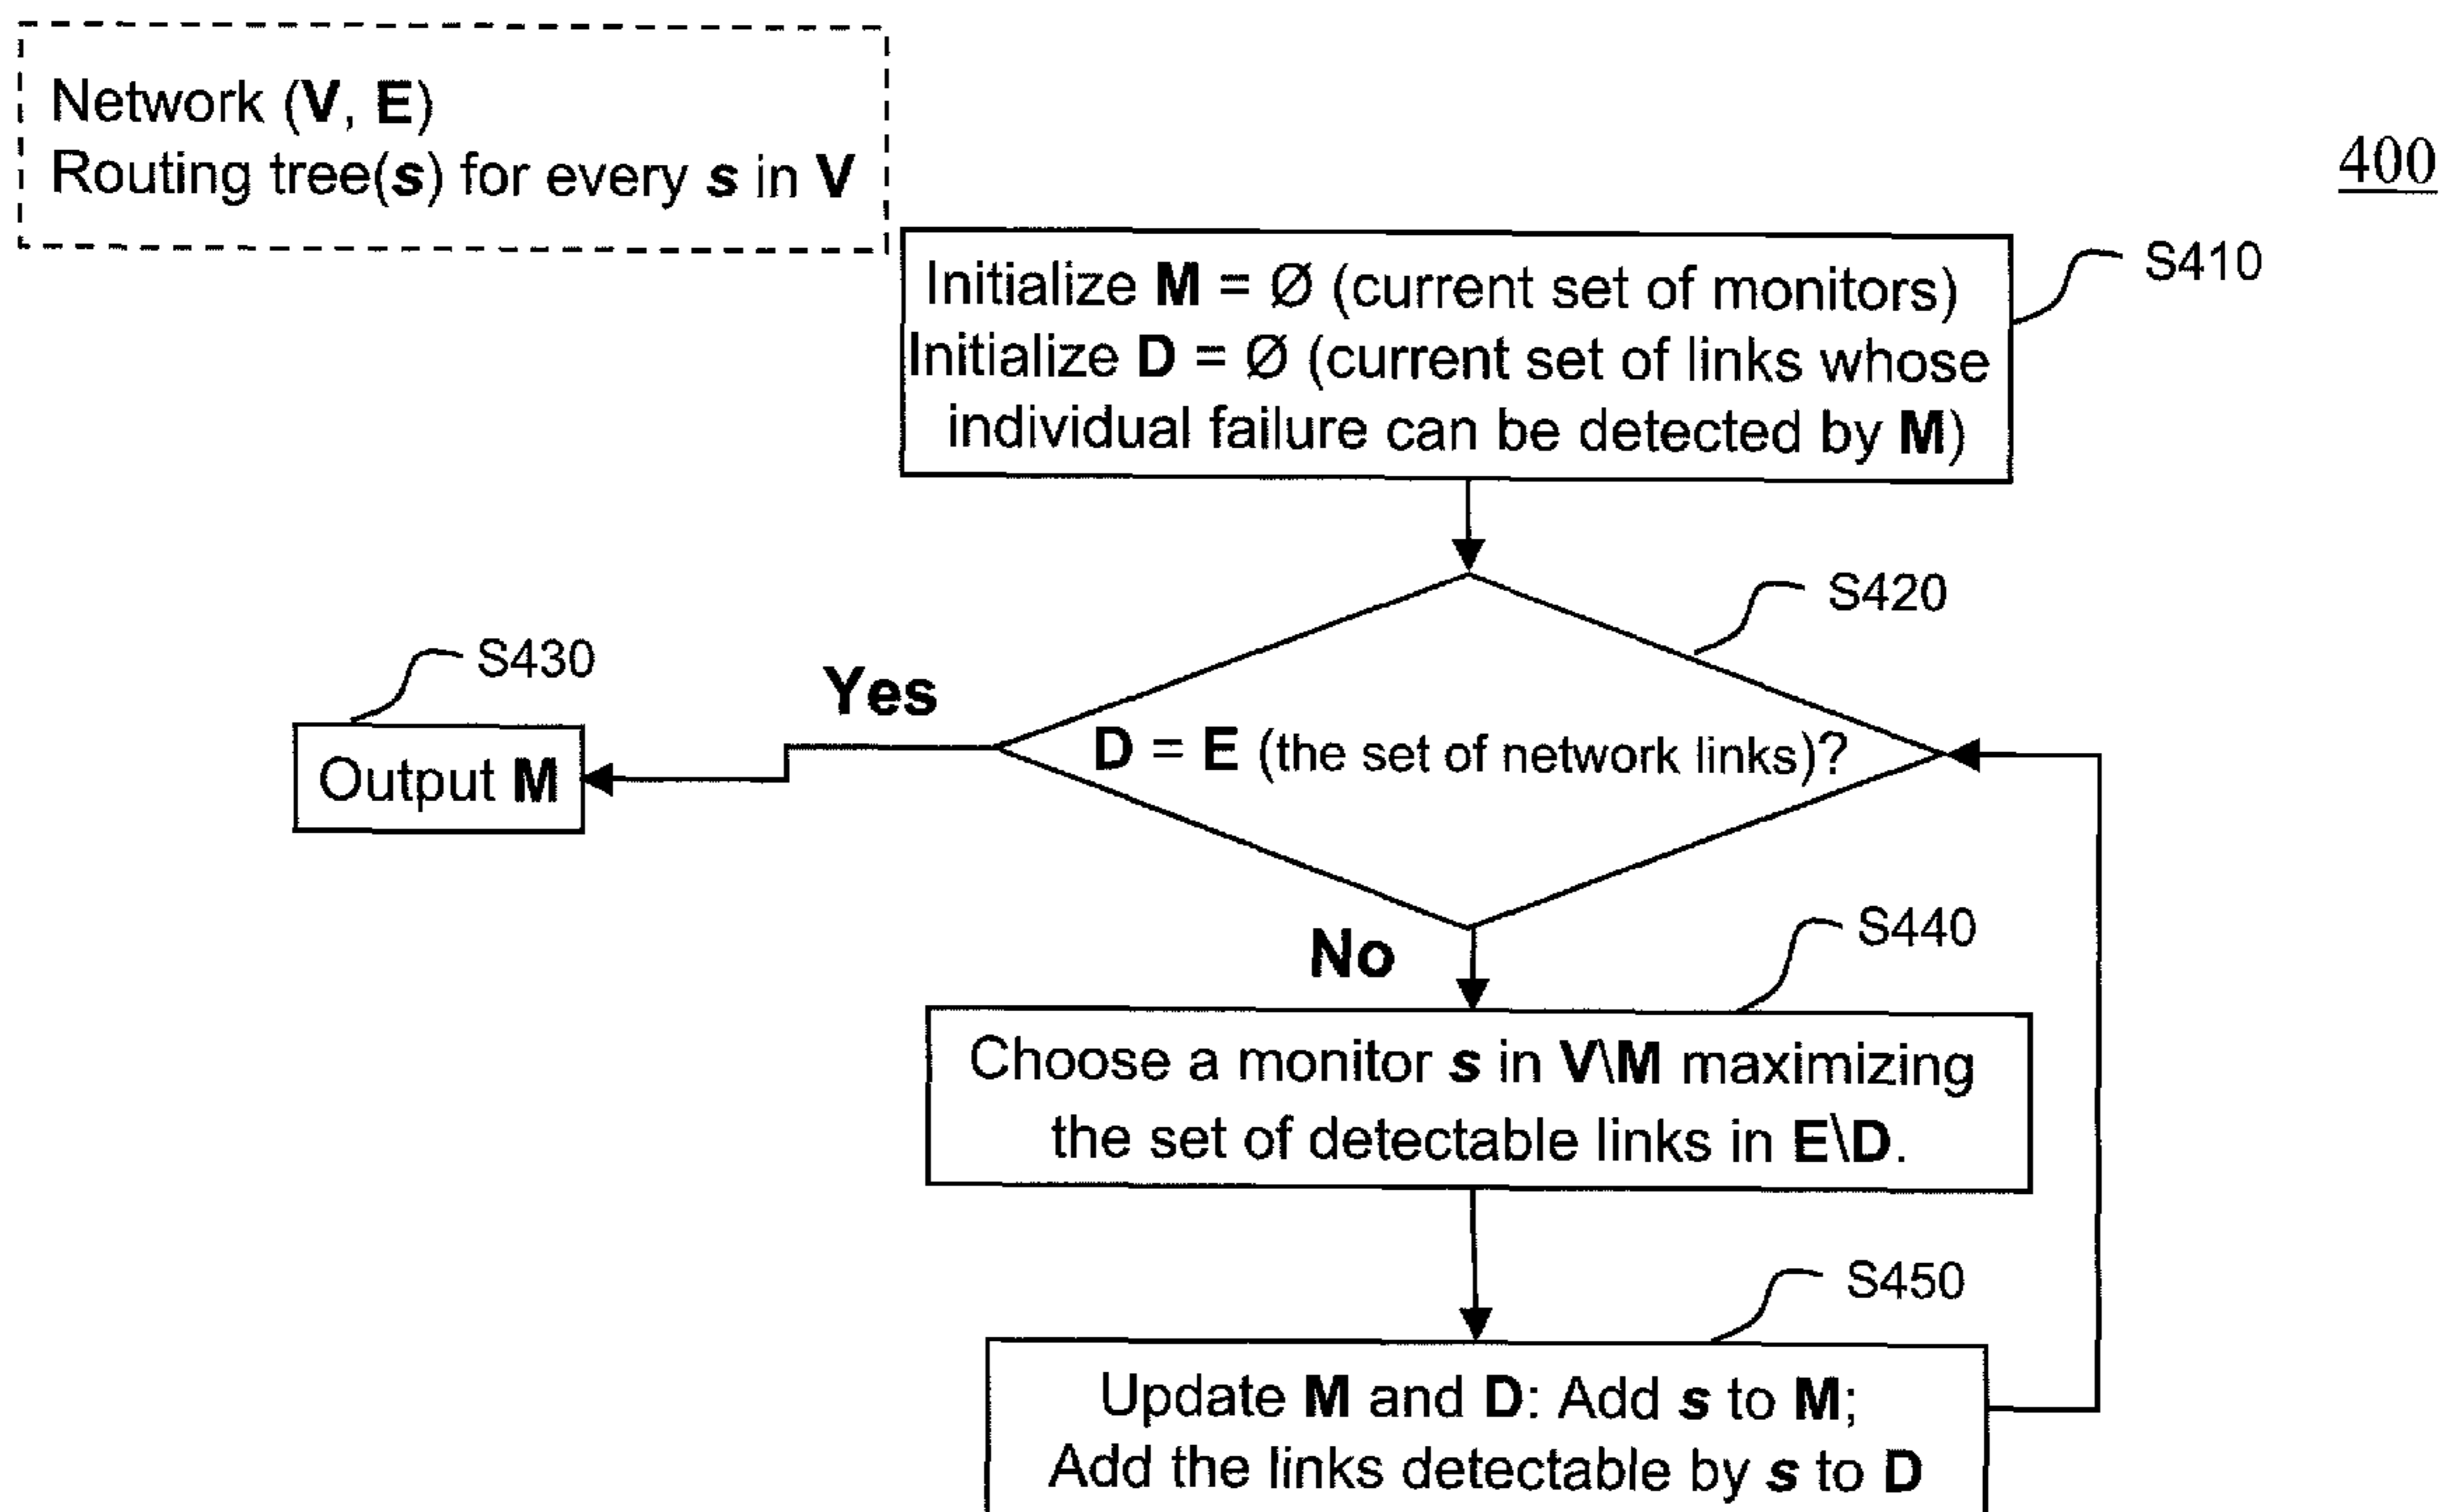 Network (V, E)
Routing tree(s) for every s in V
400
Initialize M = Ø (current set of monitors)
Initialize D = Ø (current set of links whose
individual failure can be detected by M)
S410
S420
S430
Yes
D = E (the set of network links)?
Output M
No
S440
Choose a monitor s in V\M maximizing
the set of detectable links in E\D.
S450
Update M and D: Add s to M;
Add the links detectable by s to D